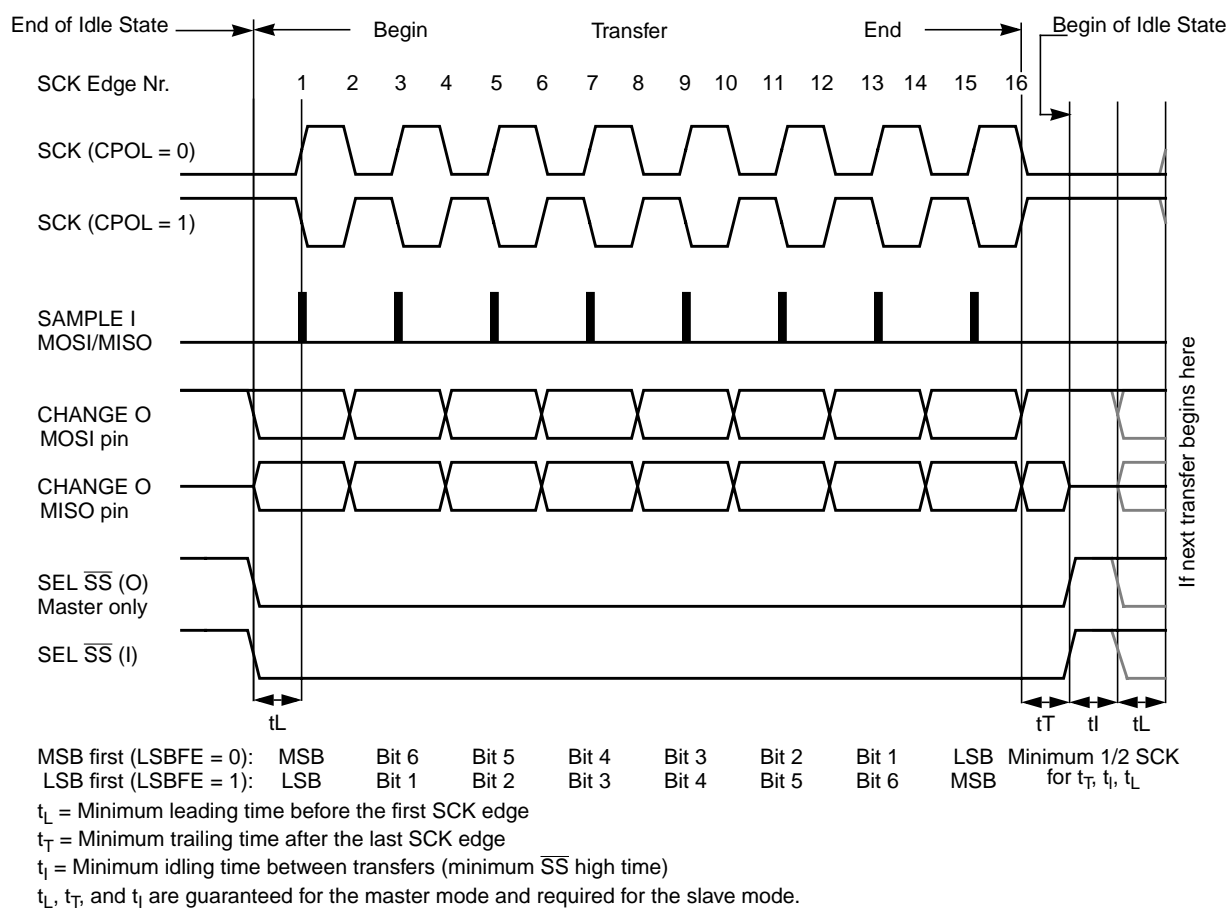 End of Idle State Begin Transfer End Begin of Idle State
SCK Edge Nr. 1 2 3 4 5 6 7 8 9 10 11 12 13 14 15 16
SCK (CPOL = 0)
SCK (CPOL = 1)
SAMPLE I
MOSI/MISO
CHANGE O
MOSI pin
CHANGE O
MISO pin
SEL SS (O)
Master only
SEL SS (I)
If next transfer begins here
tL tT tI tL
MSB first (LSBFE = 0): MSB Bit 6 Bit 5 Bit 4 Bit 3 Bit 2 Bit 1 LSB Minimum 1/2 SCK
LSB first (LSBFE = 1): LSB Bit 1 Bit 2 Bit 3 Bit 4 Bit 5 Bit 6 MSB for tT, tI, tL
tL = Minimum leading time before the first SCK edge
tT = Minimum trailing time after the last SCK edge
tI = Minimum idling time between transfers (minimum SS high time)
tL, tT, and tI are guaranteed for the master mode and required for the slave mode.